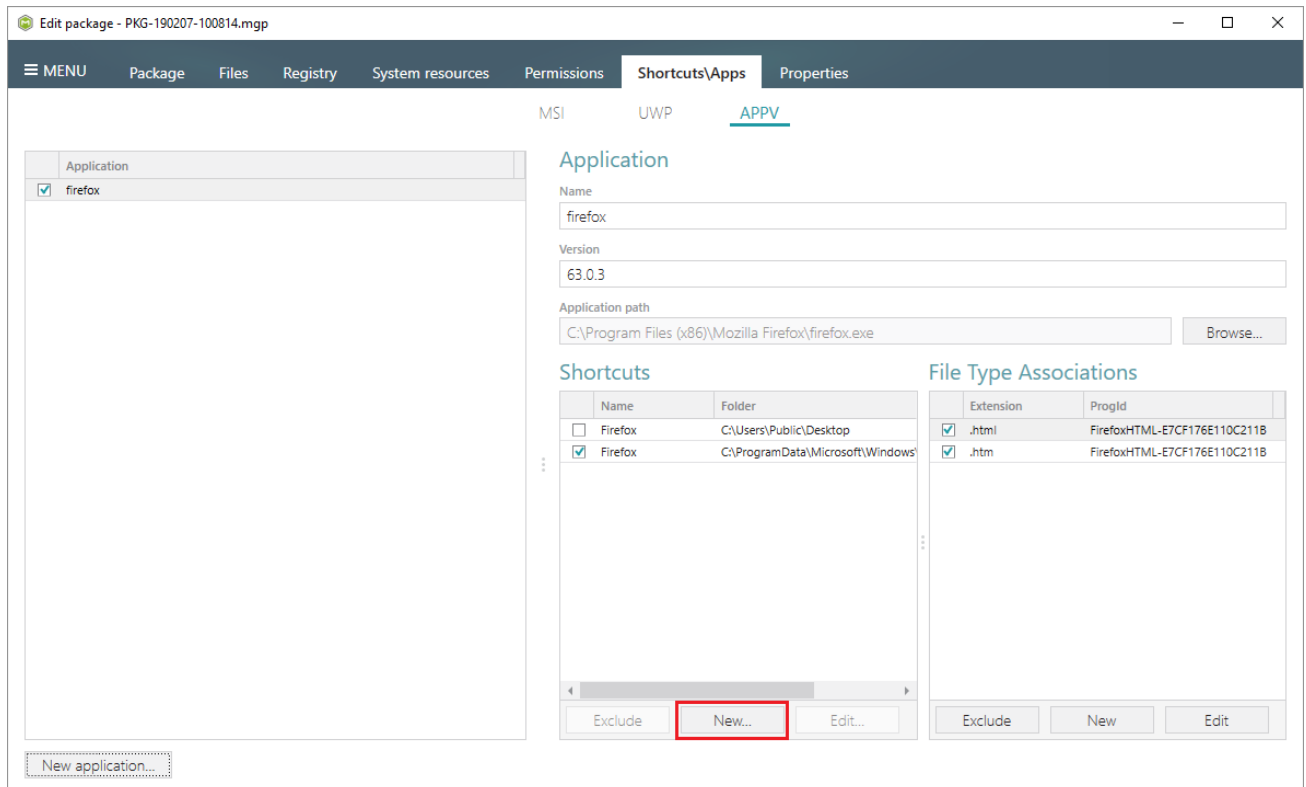 Edit package - PKG-190207-100814.mgp
MENU Package Files Registry System resources Permissions Shortcuts\Apps Properties
MSI UWP APPV
Application
firefox
Application
Name
firefox
Version
63.0.3
Application path
C:\Program Files (x86)\Mozilla Firefox\firefox.exe Browse...
Shortcuts
Name Folder
Firefox C:\Users\Public\Desktop
Firefox C:\ProgramData\Microsoft\Windows\
Exclude New... Edit...
File Type Associations
Extension ProgId
.html FirefoxHTML-E7CF176E110C211B
.htm FirefoxHTML-E7CF176E110C211B
Exclude New Edit
New application...